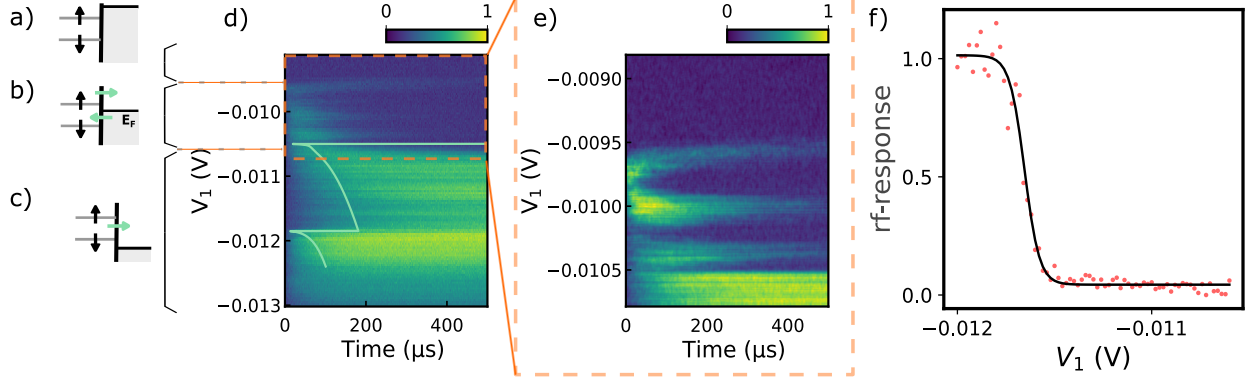 a)
b)
E_F
c)
d)
0 1
V_1 (V)
−0.010
−0.011
−0.012
−0.013
0 200 400
Time (μs)
e)
0 1
V_1 (V)
−0.0090
−0.0095
−0.0100
−0.0105
0 200 400
Time (μs)
f)
rf-response
1.0
0.5
0.0
−0.012 −0.011
V_1 (V)